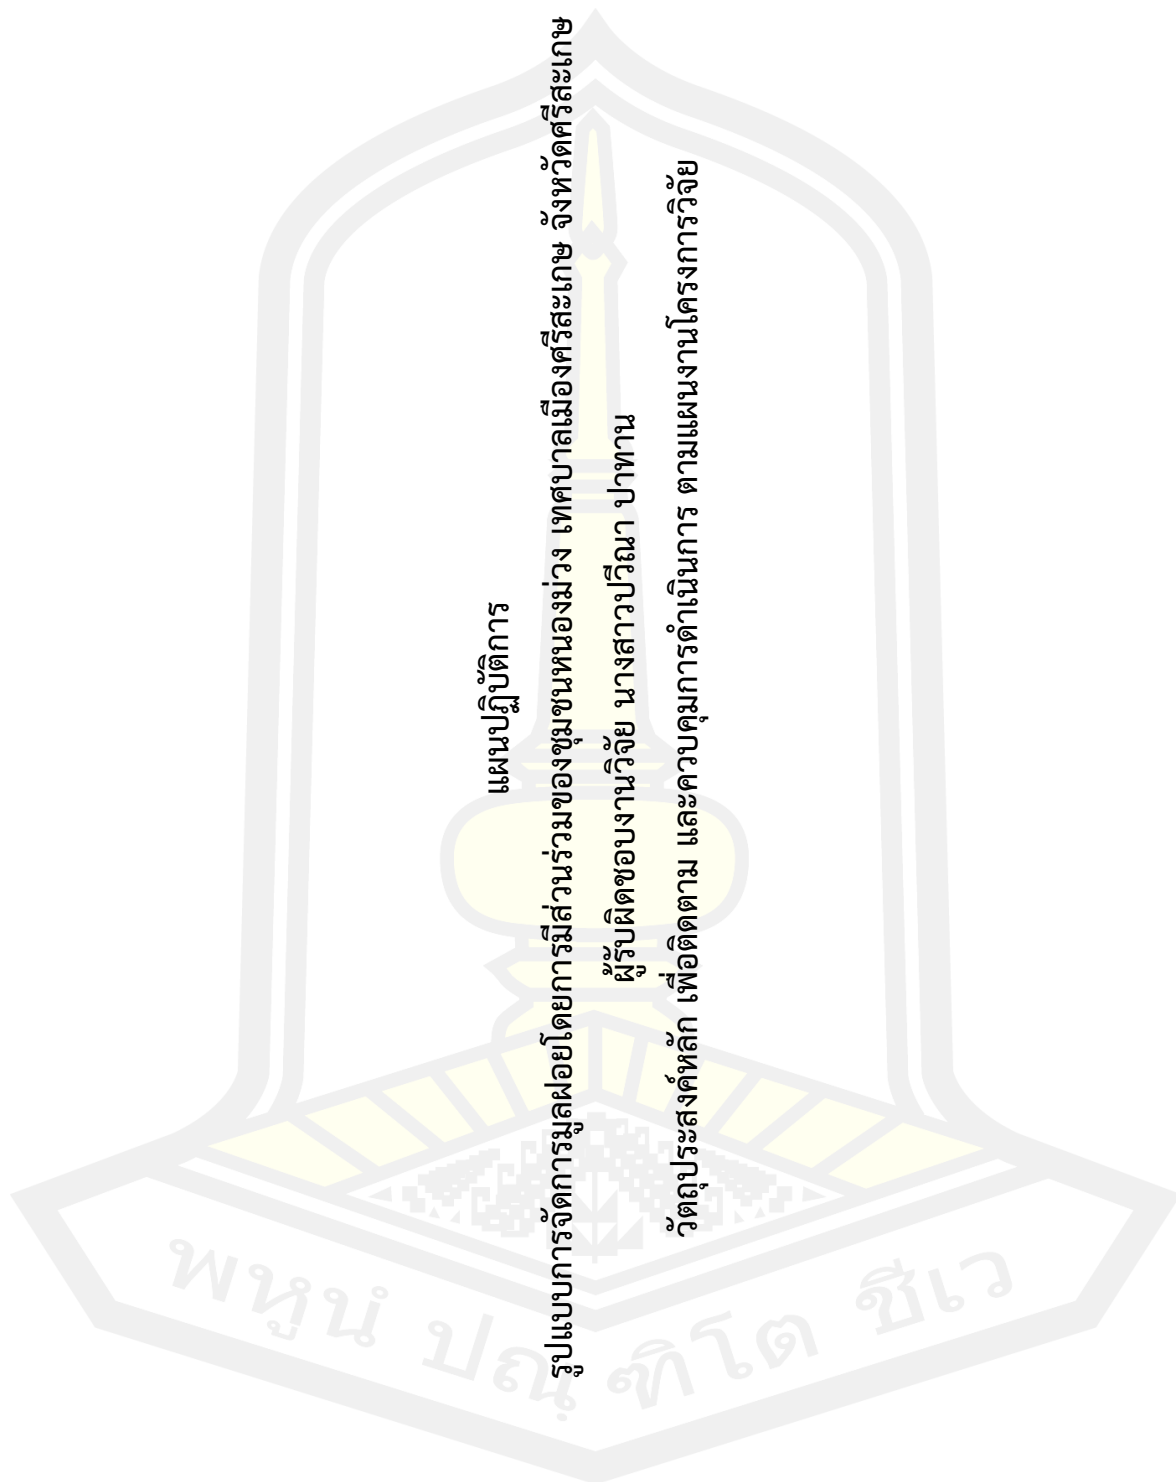 แผนปฏิบัติการ
รูปแบบการจัดการมูลฝอยโดยการมีส่วนร่วมของชุมชนหนองม่วง เทศบาลเมืองศรีสะเกษ จังหวัดศรีสะเกษ
ผู้รับผิดชอบงานวิจัย นางสาวปวีณา ปาทาน
วัตถุประสงค์หลัก เพื่อติดตาม และควบคุมการดำเนินการ ตามแผนงานโครงการวิจัย
พหูนํ ปณฺฑิโต ชีเว